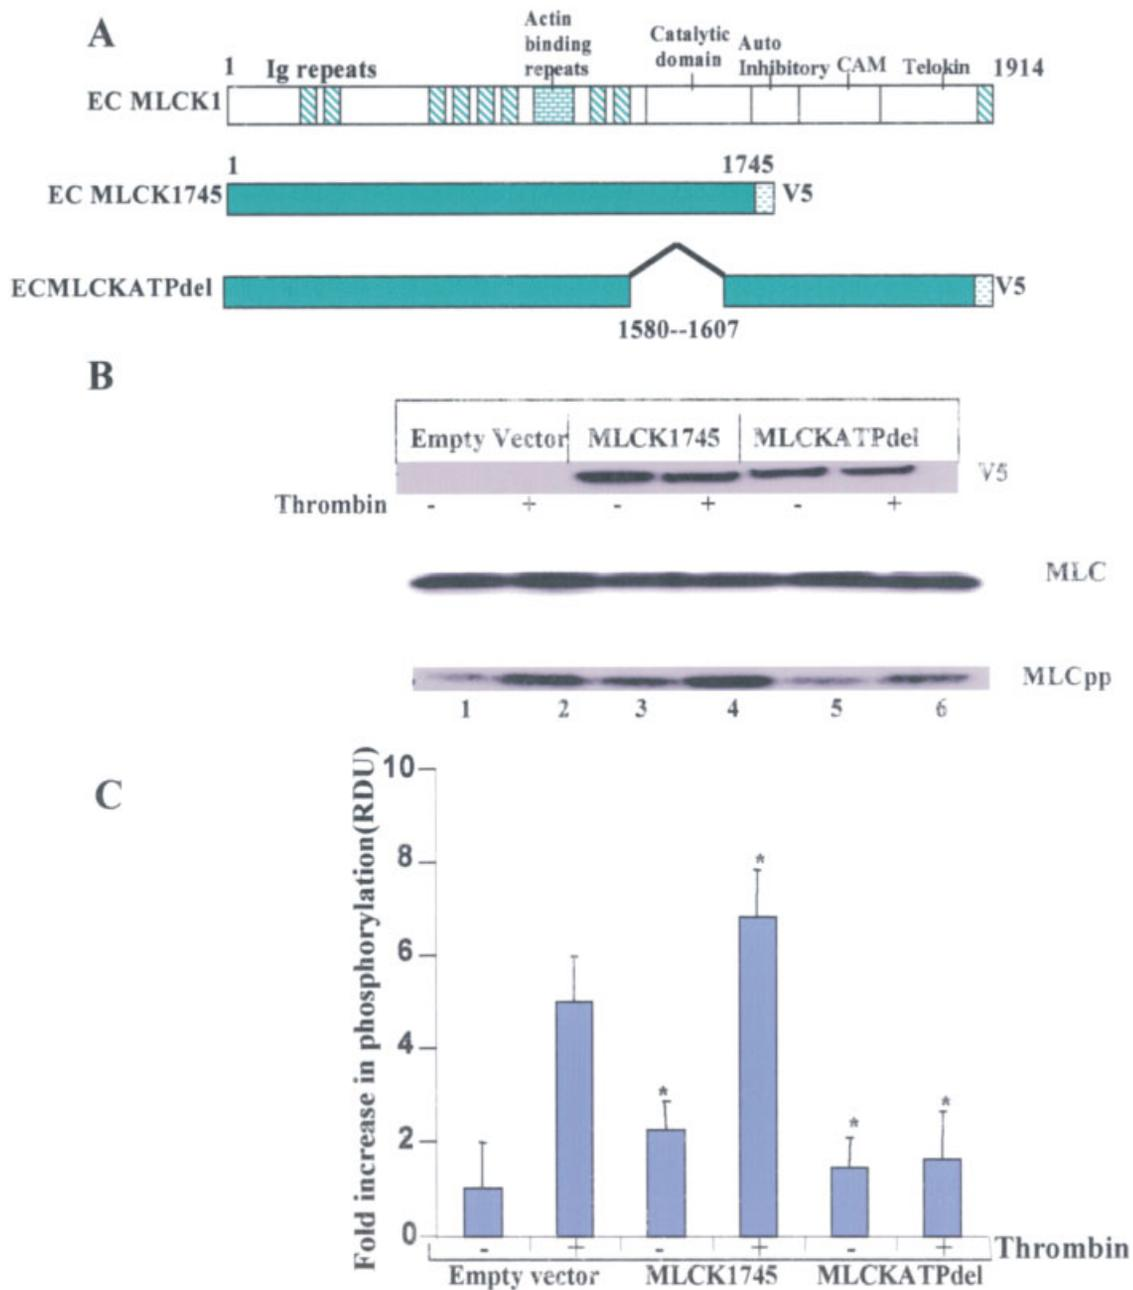 A
1
Ig repeats
Actin
binding
repeats
Catalytic
domain
Auto
Inhibitory
CAM
Telokin
1914
EC MLCK1
1
1745
EC MLCK1745
V5
ECMLCKATPdel
V5
1580--1607
B
Empty Vector MLCK1745 MLCKATPdel
V5
Thrombin - + - + - +
MLC
MLCpp
1 2 3 4 5 6
C
Fold increase in phosphorylation(RDU)
10
8
6
4
2
0
* * * *
- + - + - + Thrombin
Empty vector MLCK1745 MLCKATPdel